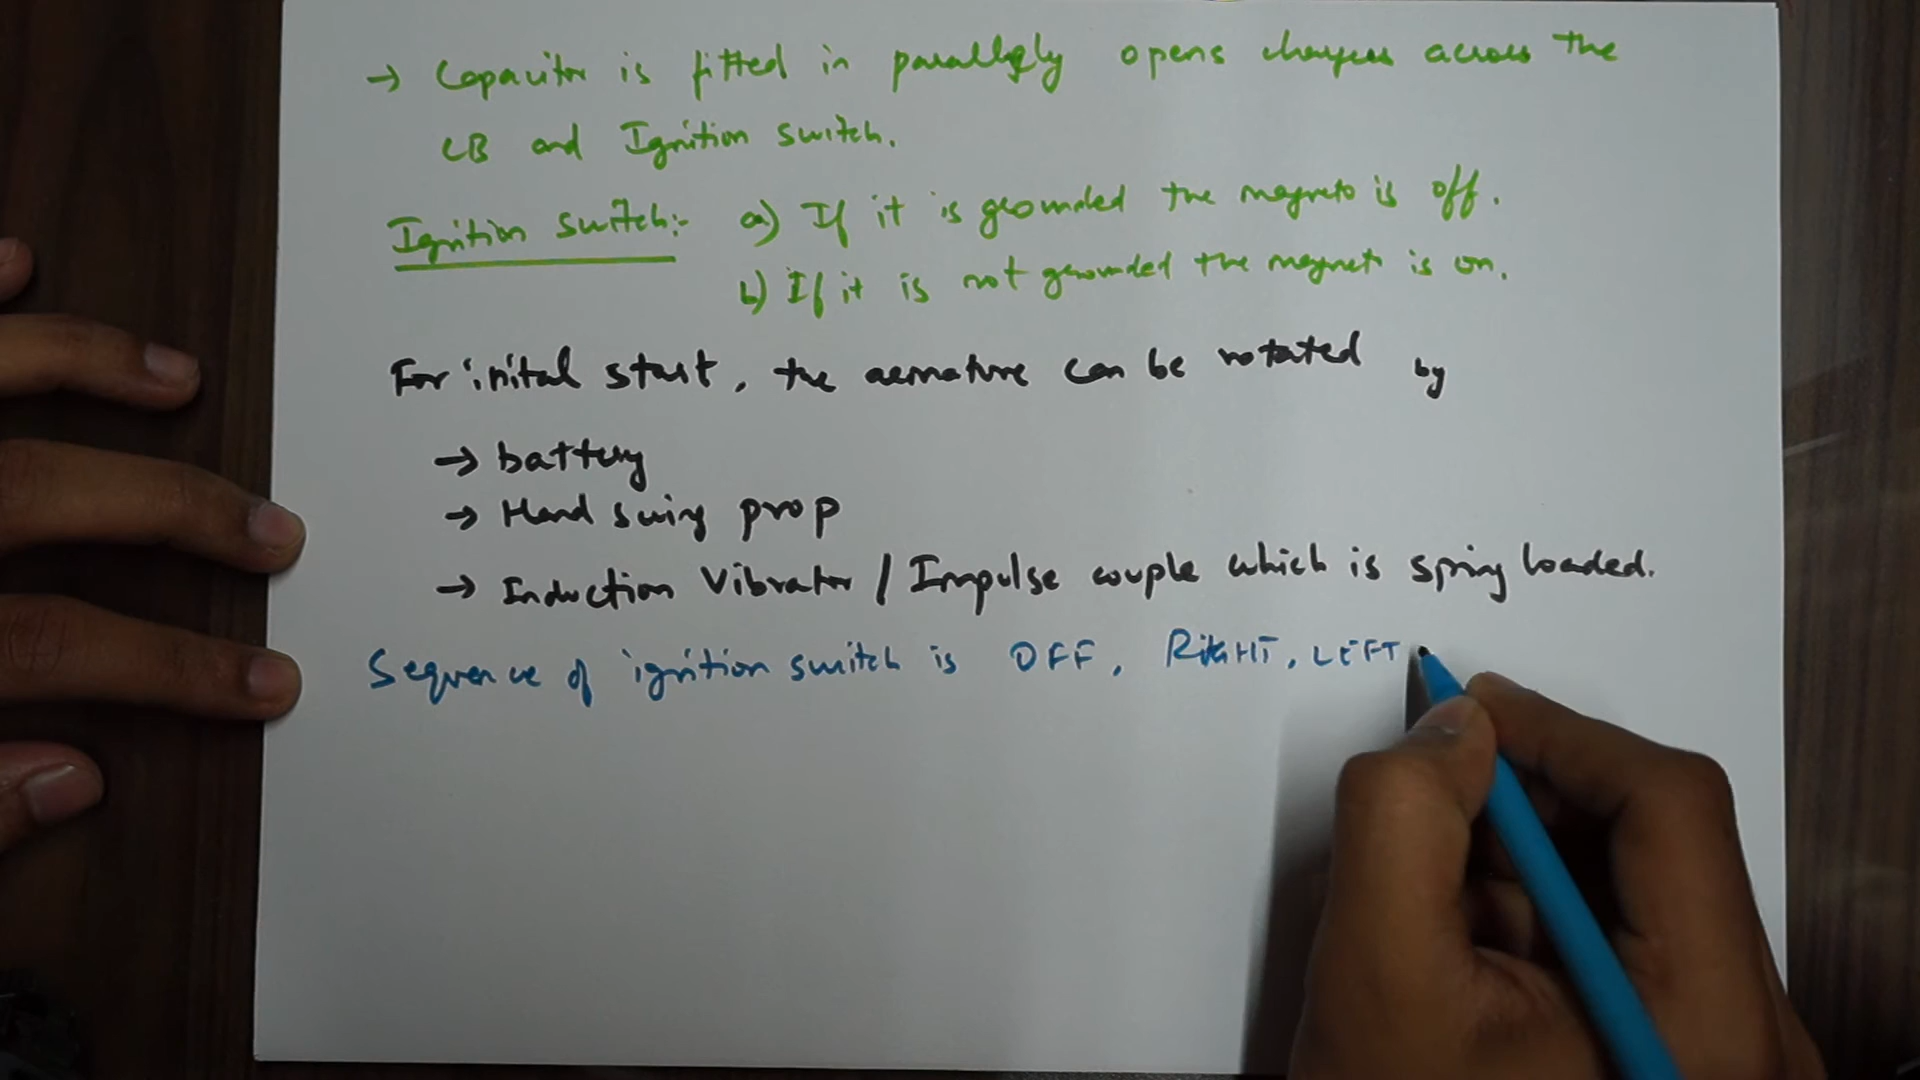 → Capacitor is fitted in parallely opens charges across the
CB and Ignition switch.
Ignition switch:- a) If it is grounded the magneto is off.
b) If it is not grounded the magneto is on.
For inital start, the armature can be rotated by
→ battery
→ Hand swing prop
→ Induction Vibrator / Impulse couple which is spring loaded.
Sequence of ignition switch is OFF, RIGHT, LEFT